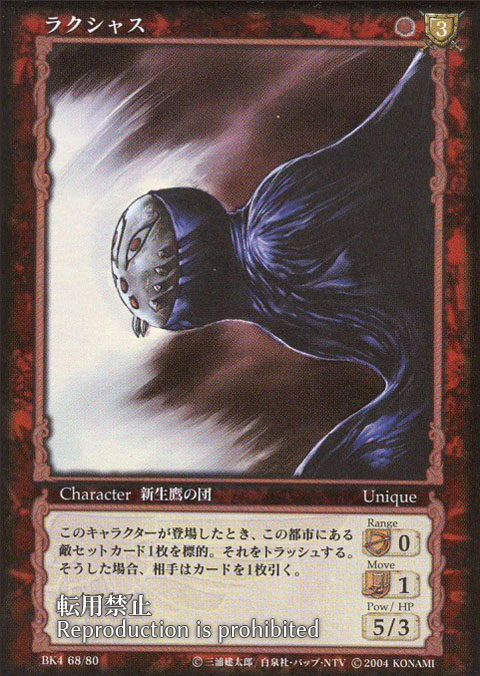 ラクシャス
3
Character 新生鷹の団
Unique
このキャラクターが登場したとき、この都市にある
敵セットカード1枚を標的。それをトラッシュする。
そうした場合、相手はカードを1枚引く。
Range
0
Move
1
Pow/ HP
5/3
転用禁止
Reproduction is prohibited
BK4 68/80
© 三浦建太郎/白泉社・バップ・NTV © 2004 KONAMI